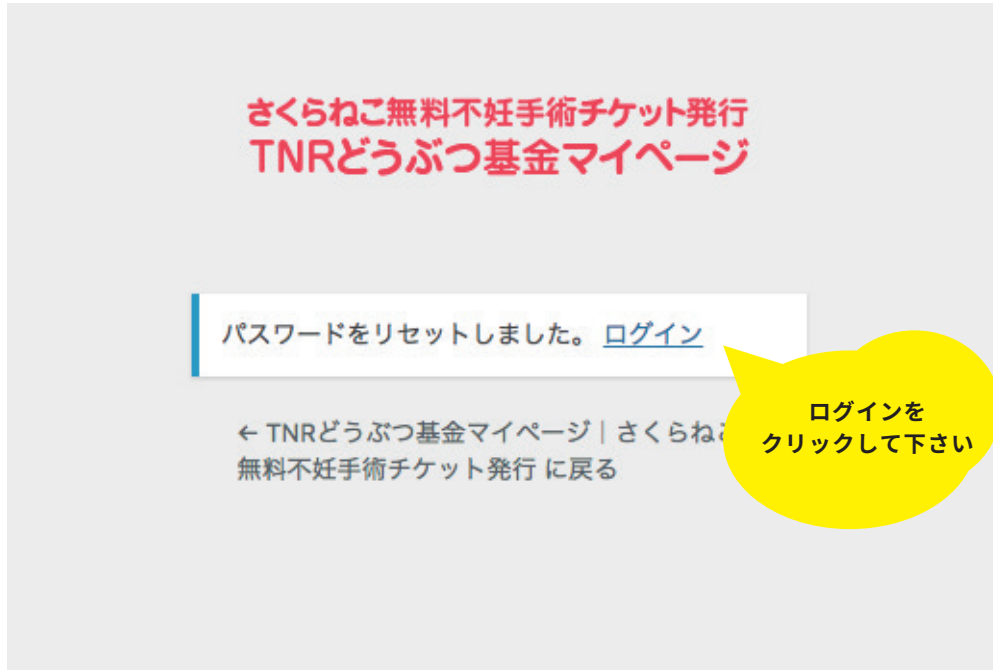 さくらねこ無料不妊手術チケット発行
TNRどうぶつ基金マイページ
パスワードをリセットしました。 ログイン
ログインを
クリックして下さい
← TNRどうぶつ基金マイページ | さくらね
無料不妊手術チケット発行 に戻る